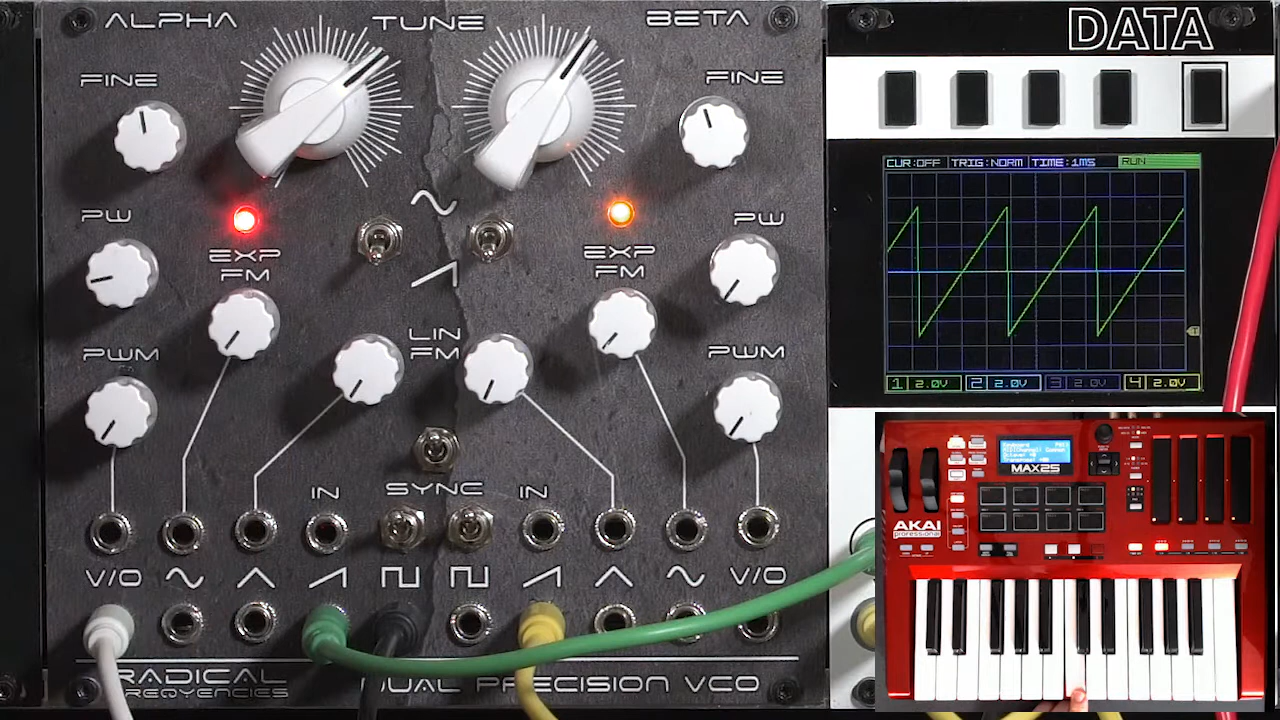 ALPHA TUNE BETA
DATA
FINE FINE
CUR:OFF TRIG:NORM TIME:1mS RUN
PW PW
EXP FM EXP FM
LIN FM
PWM PWM
1 2.0V 2 2.0V 3 2.0V 4 2.0V
MAX25
IN SYNC IN
AKAI
professional
V/O V/O
RADICAL
FREQYENCIES
DUAL PRECISION VCO